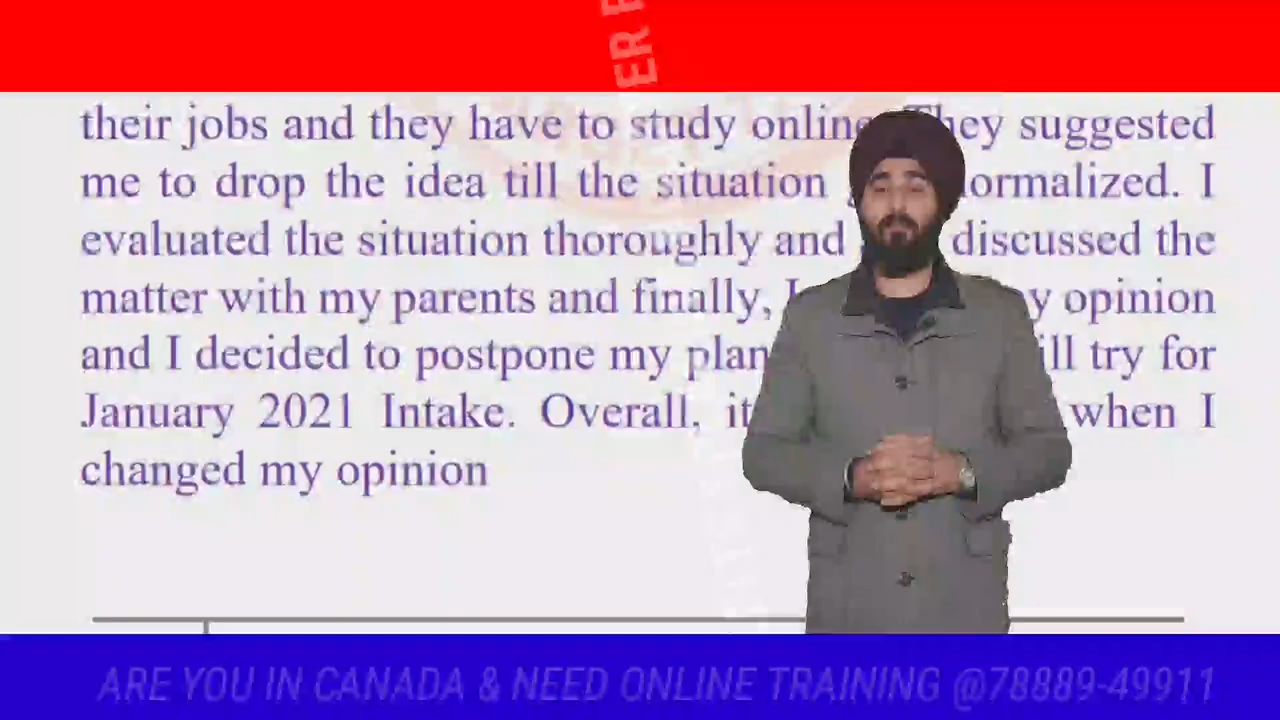 ER
their jobs and they have to study online. They suggested
me to drop the idea till the situation normalized. I
evaluated the situation thoroughly and discussed the
matter with my parents and finally, I y opinion
and I decided to postpone my plan ill try for
January 2021 Intake. Overall, it when I
changed my opinion
ARE YOU IN CANADA & NEED ONLINE TRAINING @78889-49911